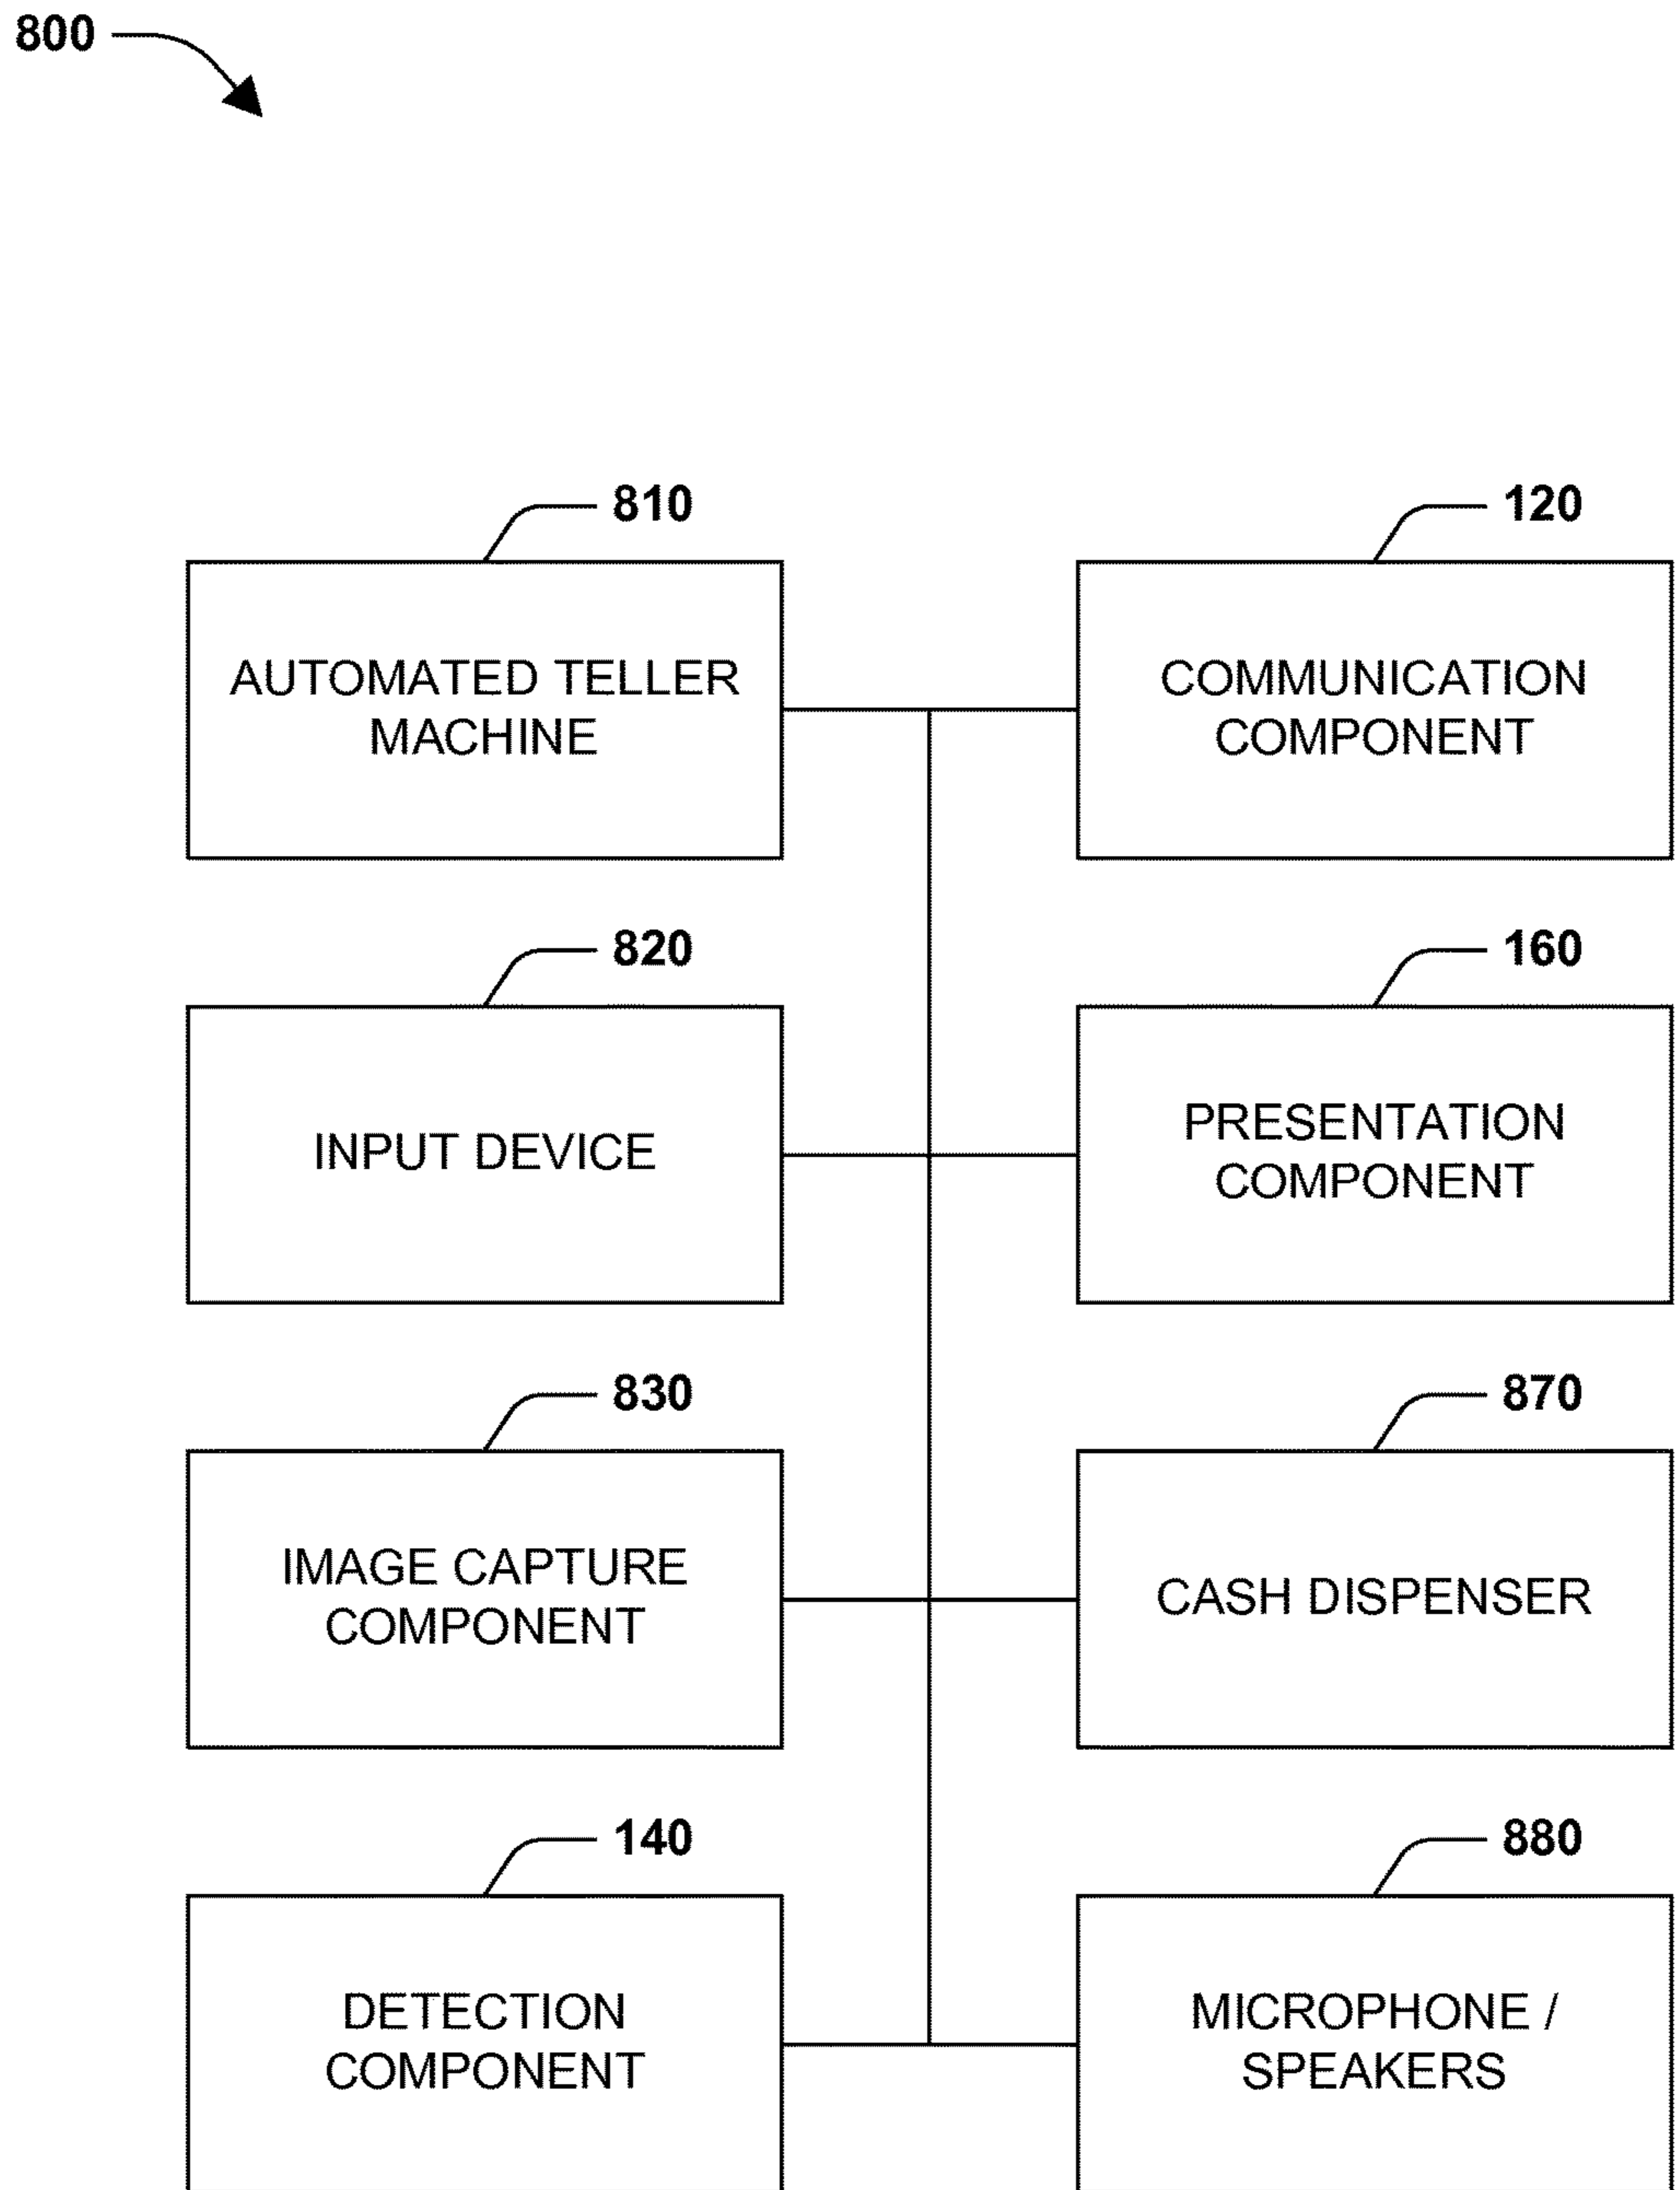 800
810
AUTOMATED TELLER
MACHINE
120
COMMUNICATION
COMPONENT
820
INPUT DEVICE
160
PRESENTATION
COMPONENT
830
IMAGE CAPTURE
COMPONENT
870
CASH DISPENSER
140
DETECTION
COMPONENT
880
MICROPHONE /
SPEAKERS